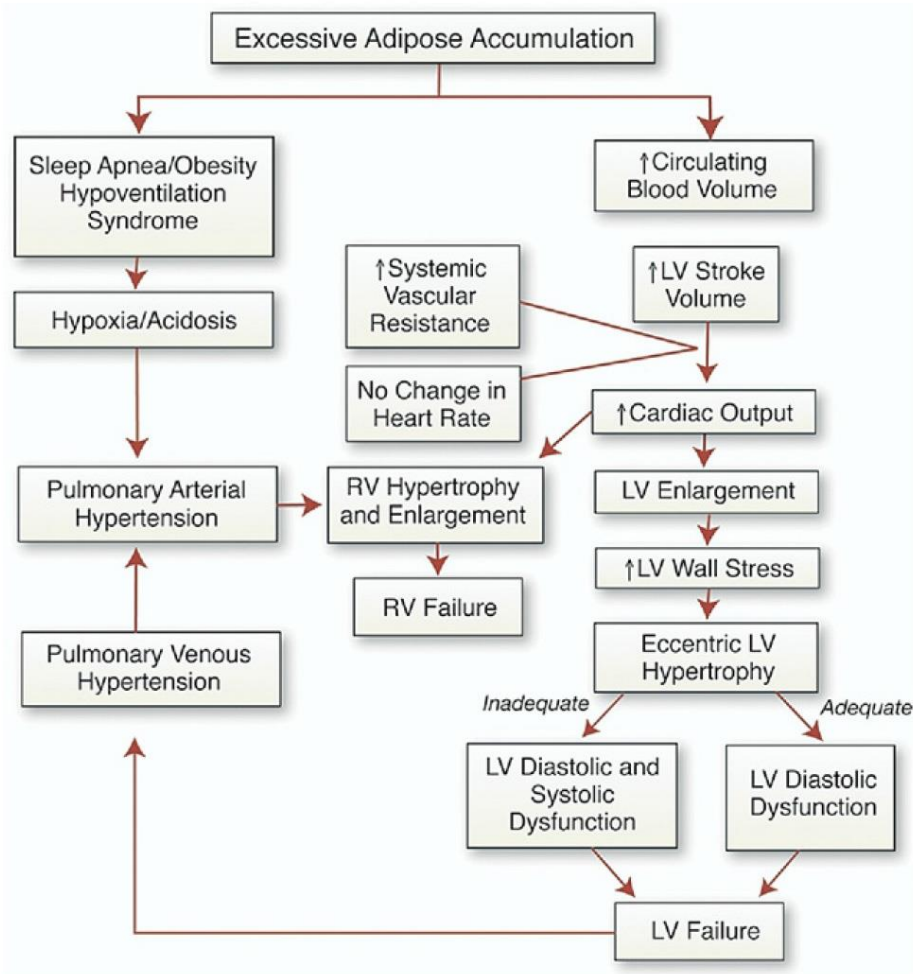 Excessive Adipose Accumulation
Sleep Apnea/Obesity
Hypoventilation
Syndrome
↑Circulating
Blood Volume
↑Systemic
Vascular
Resistance
↑LV Stroke
Volume
Hypoxia/Acidosis
No Change in
Heart Rate
↑Cardiac Output
Pulmonary Arterial
Hypertension
RV Hypertrophy
and Enlargement
LV Enlargement
↑LV Wall Stress
RV Failure
Pulmonary Venous
Hypertension
Eccentric LV
Hypertrophy
Inadequate
Adequate
LV Diastolic and
Systolic
Dysfunction
LV Diastolic
Dysfunction
LV Failure